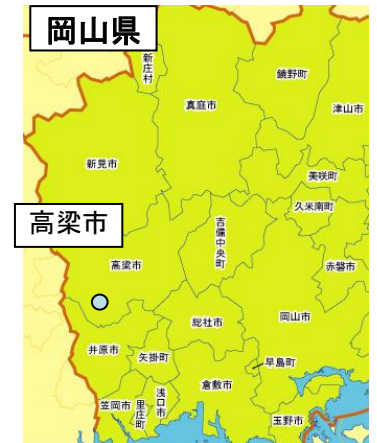 岡山県
新庄村
鏡野町
真庭市
津山市
新見市
美咲町
久米南町
高梁市
吉備中央町
高梁市
赤磐市
総社市
岡山市
井原市
矢掛町
早島町
倉敷市
浅口市
里庄町
笠岡市
玉野市